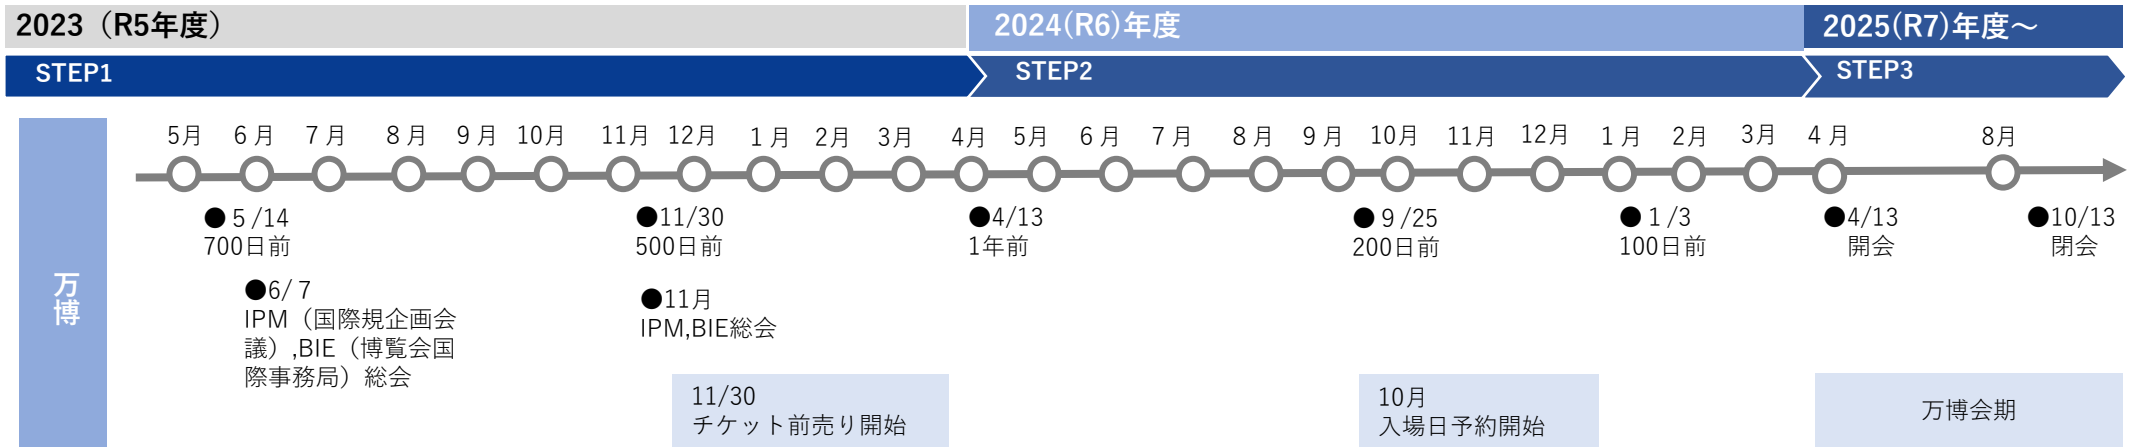 2023（R5年度）
2024(R6)年度
2025(R7)年度～
STEP1
STEP2
STEP3
万博
5月 6月 7月 8月 9月 10月 11月 12月 1月 2月 3月 4月 5月 6月 7月 8月 9月 10月 11月 12月 1月 2月 3月 4月 8月
●5/14
700日前
●11/30
500日前
●4/13
1年前
●9/25
200日前
●1/3
100日前
●4/13
開会
●10/13
閉会
●6/7
IPM（国際規企画会
議）,BIE（博覧会国
際事務局）総会
●11月
IPM,BIE総会
11/30
チケット前売り開始
10月
入場日予約開始
万博会期